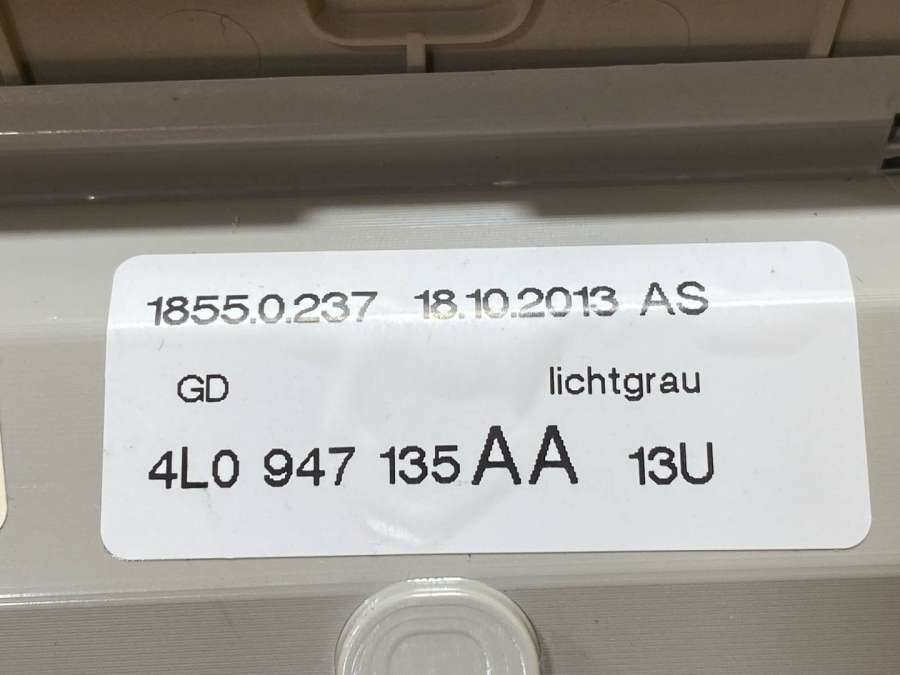 1855.0.237 18.10.2013 AS
GD lichtgrau
4L0 947 135 AA 13U